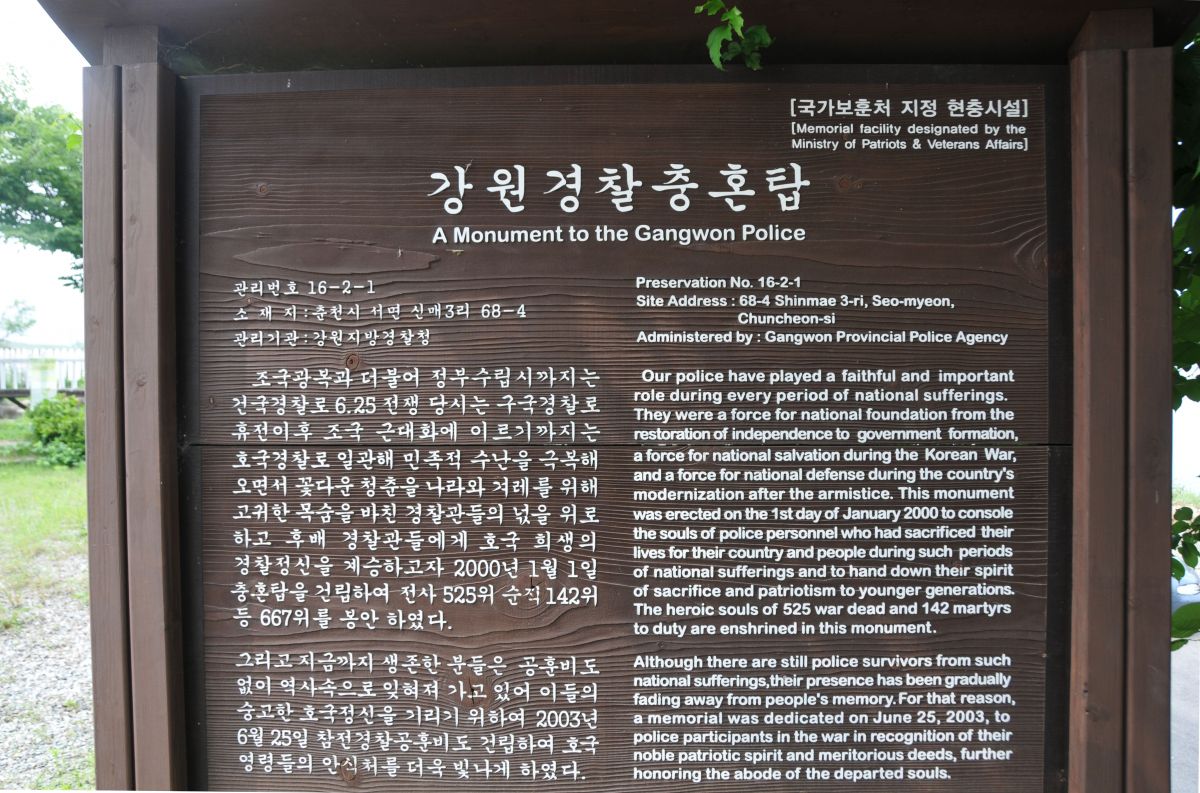 [국가보훈처 지정 현충시설]
[Memorial facility designated by the
Ministry of Patriots & Veterans Affairs]
강원경찰충혼탑
A Monument to the Gangwon Police
관리번호 16-2-1
소 재 지 : 춘천시 서면 신매3리 68-4
관리기관 : 강원지방경찰청
조국광복과 더불어 정부수립시까지는
건국경찰로 6.25 전쟁 당시는 구국경찰로
휴전이후 조국 근대화에 이르기까지는
호국경찰로 일관해 민족적 수난을 극복해
오면서 꽃다운 청춘을 나라와 겨레를 위해
고귀한 목숨을 바친 경찰관들의 넋을 위로
하고 후배 경찰관들에게 호국 희생의
경찰정신을 계승하고자 2000년 1월 1일
충혼탑을 건립하여 전사 525위 순직 142위
등 667위를 봉안 하였다.
그리고 지금까지 생존한 분들은 공훈비도
없이 역사속으로 잊혀져 가고 있어 이들의
숭고한 호국정신을 기리기 위하여 2003년
6월 25일 참전경찰공훈비도 건립하여 호국
영령들의 안식처를 더욱 빛나게 하였다.
Preservation No. 16-2-1
Site Address : 68-4 Shinmae 3-ri, Seo-myeon,
Chuncheon-si
Administered by : Gangwon Provincial Police Agency
Our police have played a faithful and important
role during every period of national sufferings.
They were a force for national foundation from the
restoration of independence to government formation,
a force for national salvation during the Korean War,
and a force for national defense during the country's
modernization after the armistice. This monument
was erected on the 1st day of January 2000 to console
the souls of police personnel who had sacrificed their
lives for their country and people during such periods
of national sufferings and to hand down their spirit
of sacrifice and patriotism to younger generations.
The heroic souls of 525 war dead and 142 martyrs
to duty are enshrined in this monument.
Although there are still police survivors from such
national sufferings,their presence has been gradually
fading away from people's memory. For that reason,
a memorial was dedicated on June 25, 2003, to
police participants in the war in recognition of their
noble patriotic spirit and meritorious deeds, further
honoring the abode of the departed souls.